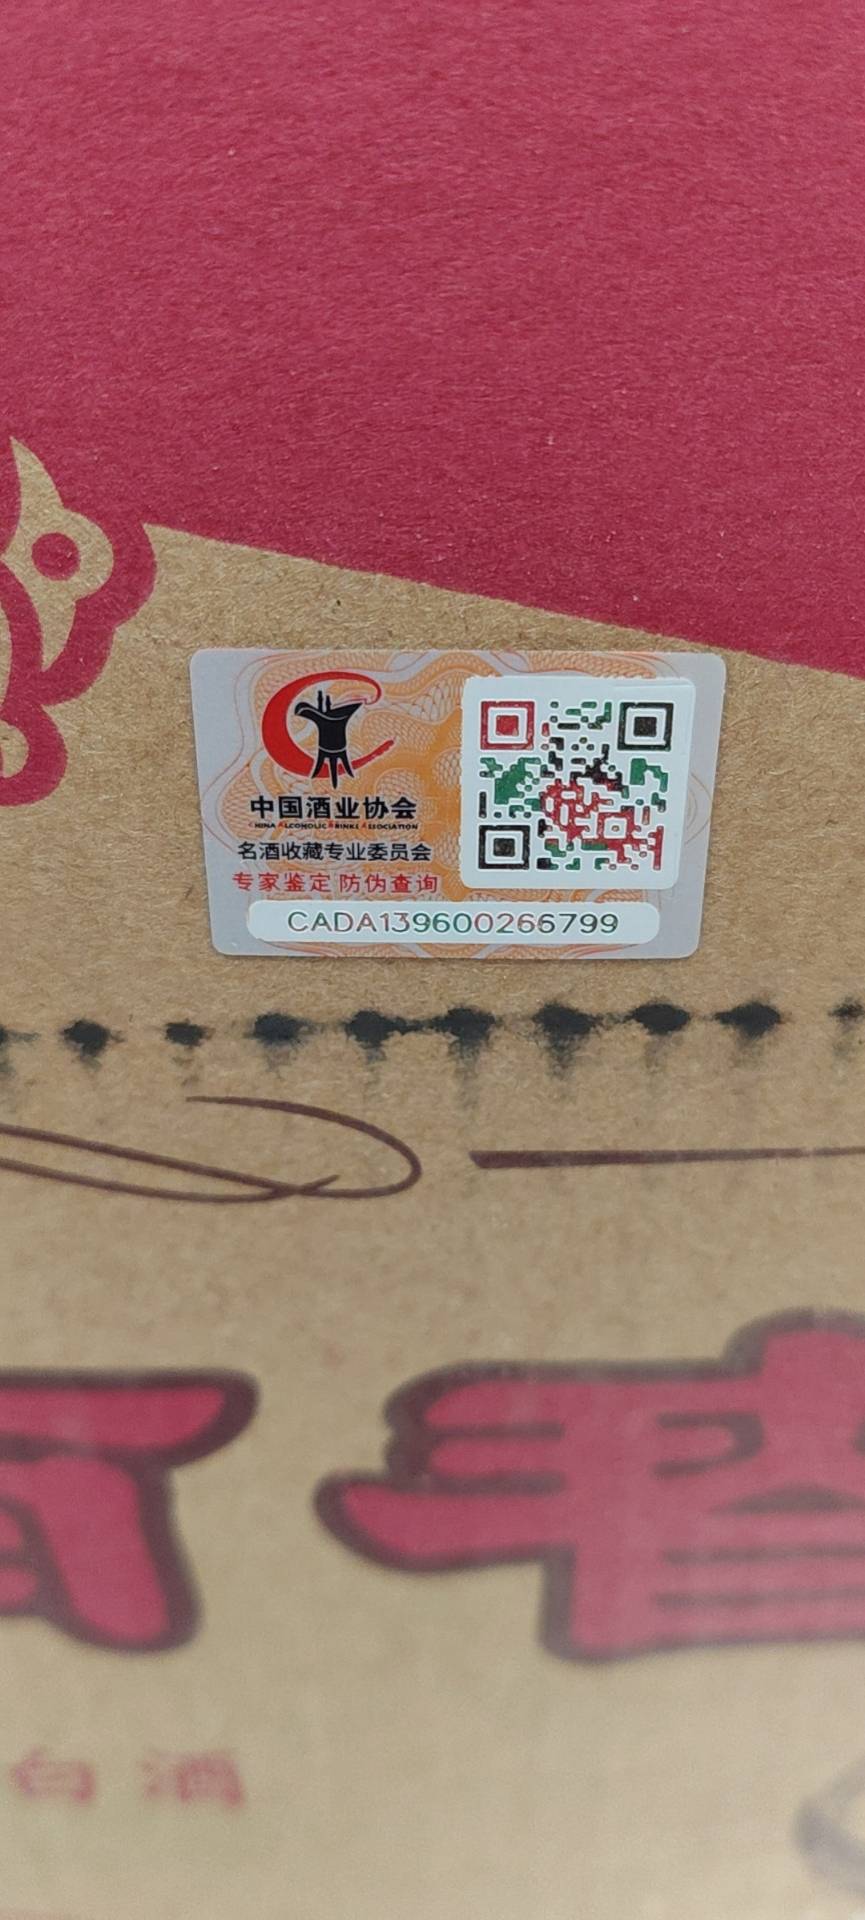 中国酒业协会
CHINA ALCOHOLIC DRINKS ASSOCIATION
名酒收藏专业委员会
专家鉴定 防伪查询
CADA139600266799
白酒